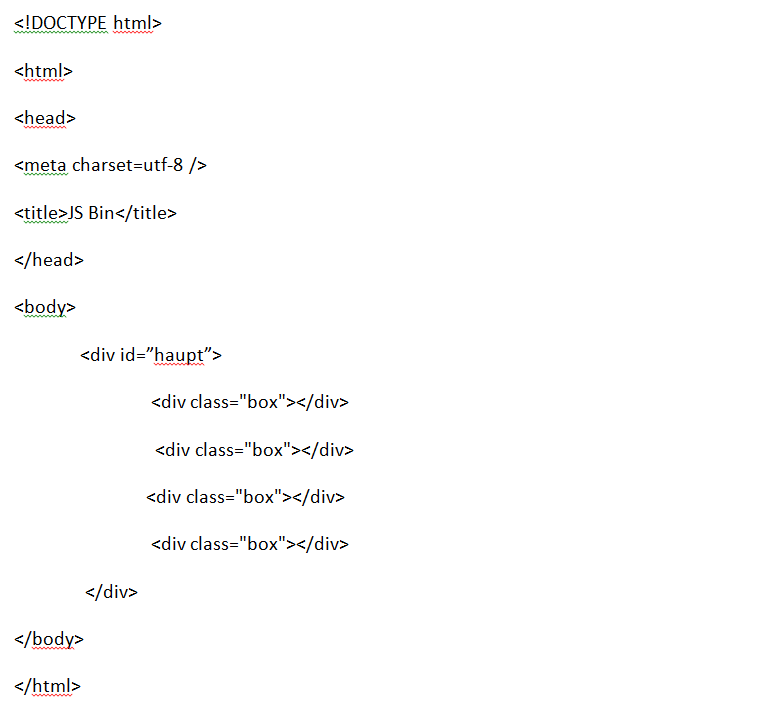 <!DOCTYPE html>
<html>
<head>
<meta charset=utf-8 />
<title>JS Bin</title>
</head>
<body>
<div id=”haupt”>
<div class="box"></div>
<div class="box"></div>
<div class="box"></div>
<div class="box"></div>
</div>
</body>
</html>